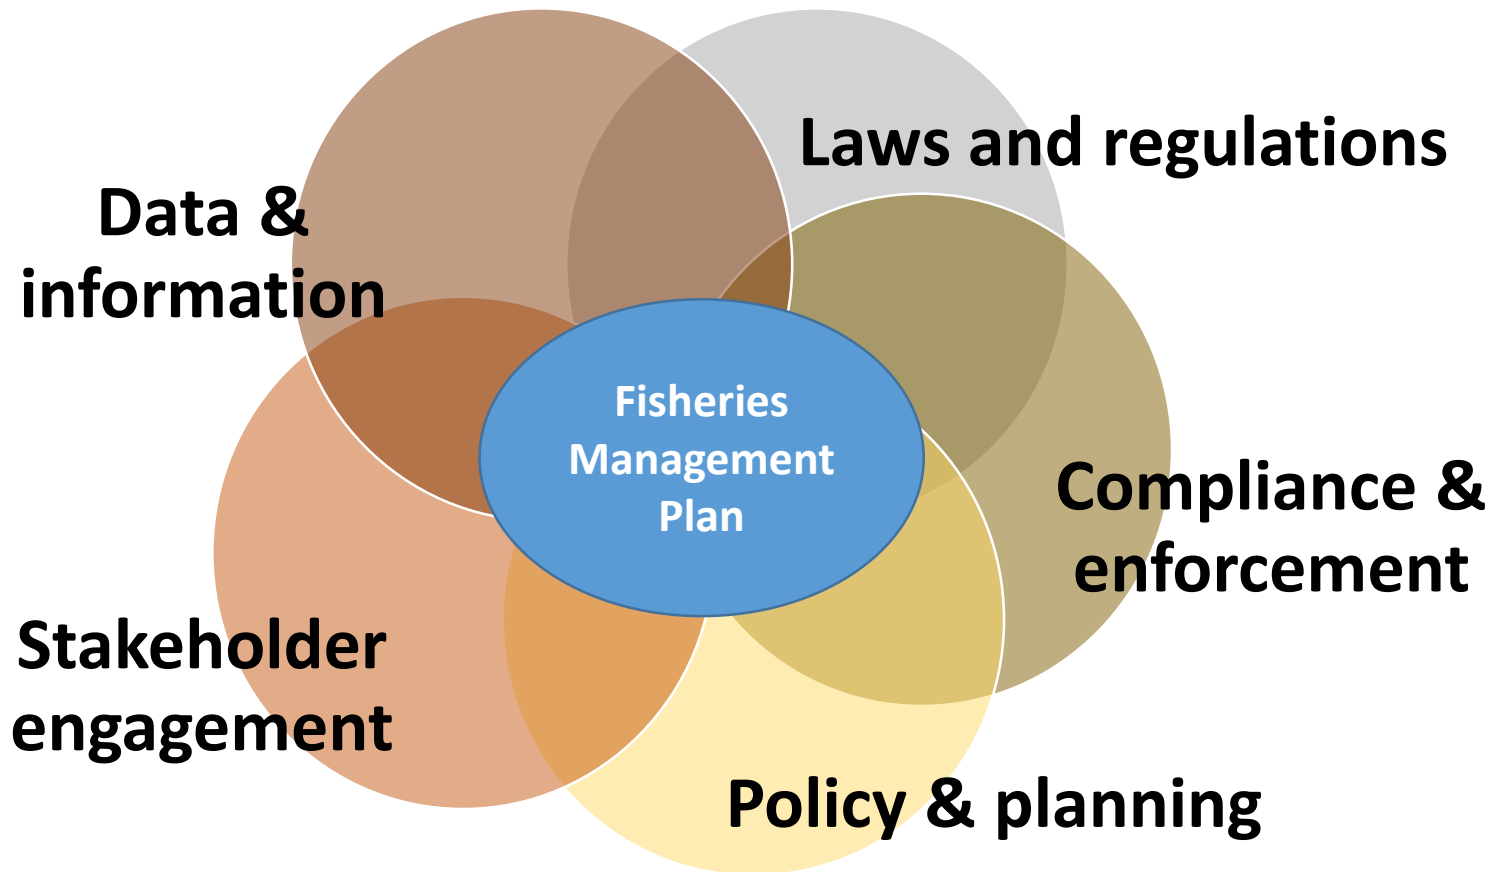 Laws and regulations
Data &
information
Fisheries
Management
Plan
Compliance &
enforcement
Stakeholder
engagement
Policy & planning